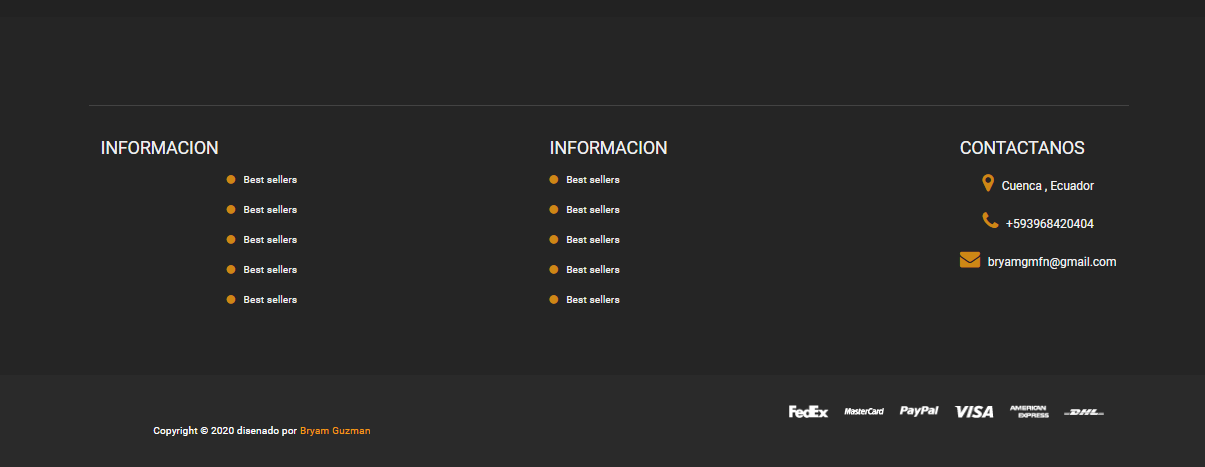 INFORMACION
Best sellers
Best sellers
Best sellers
Best sellers
Best sellers
INFORMACION
Best sellers
Best sellers
Best sellers
Best sellers
Best sellers
CONTACTANOS
Cuenca , Ecuador
+593968420404
bryamgmfn@gmail.com
Copyright © 2020 disenado por Bryam Guzman
FedEx MasterCard PayPal VISA AMERICAN EXPRESS DHL